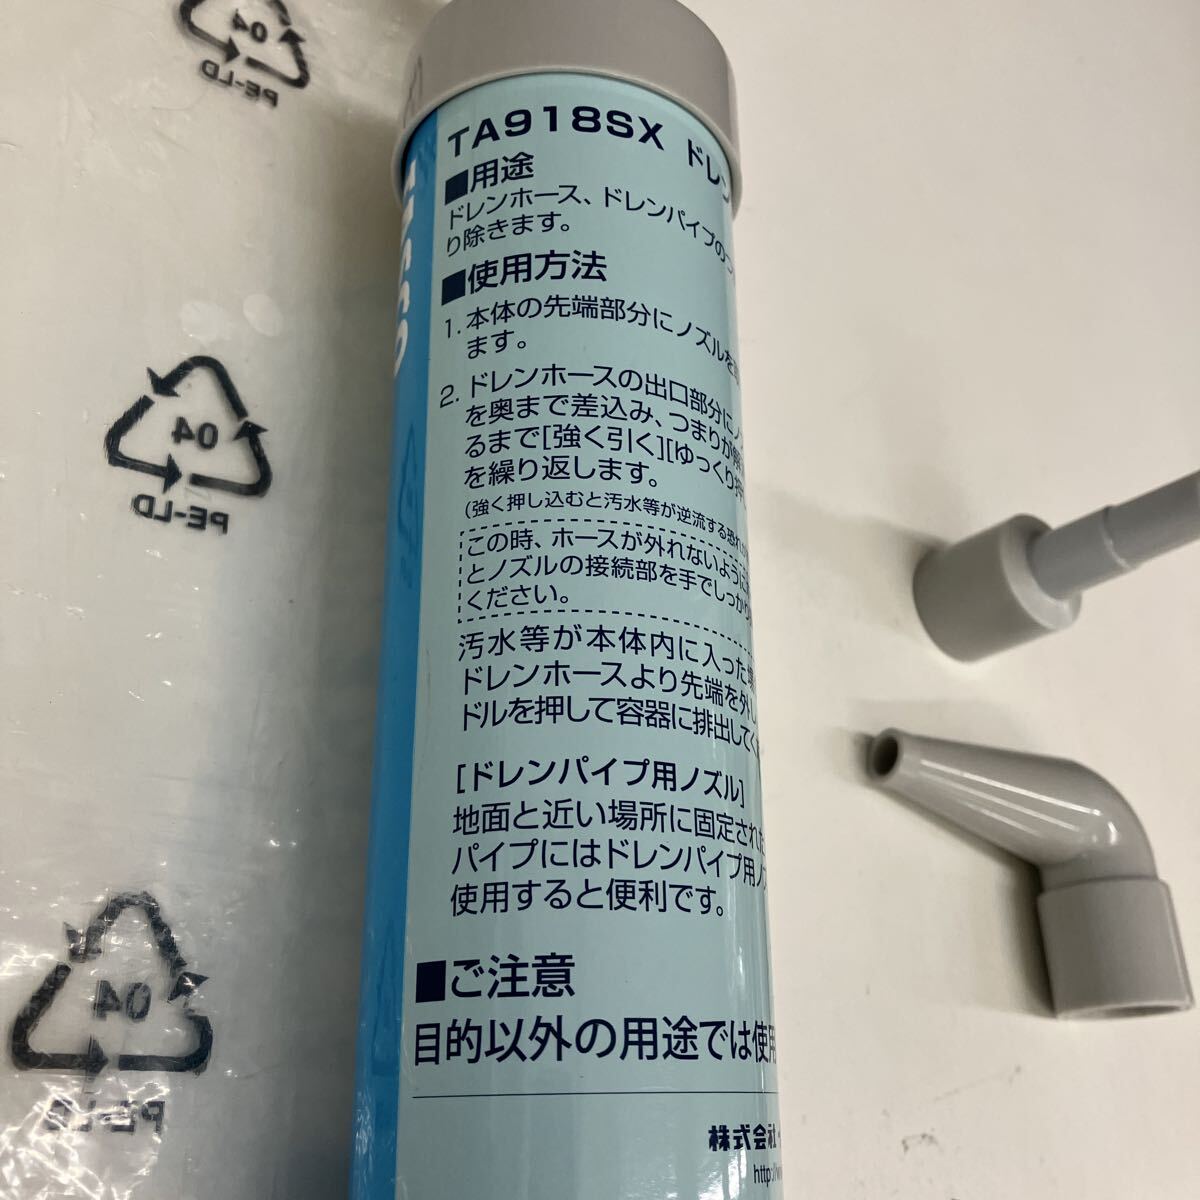 04
PE-LD
04
PE-LD
04
PE-LD
TA918SX ドレン
■用途
ドレンホース、ドレンパイプのつ
り除きます。
■使用方法
1. 本体の先端部分にノズルを
ます。
2. ドレンホースの出口部分に
を奥まで差込み、つまりが
るまで[強く引く][ゆっくり押
を繰り返します。
(強く押し込むと汚水等が逆流する恐れ
この時、ホースが外れないように
とノズルの接続部を手でしっかり
ください。
汚水等が本体内に入った
ドレンホースより先端を外し
ドルを押して容器に排出して
[ドレンパイプ用ノズル]
地面と近い場所に固定された
パイプにはドレンパイプ用ノ
使用すると便利です。
■ご注意
目的以外の用途では使用
株式会社
http://w